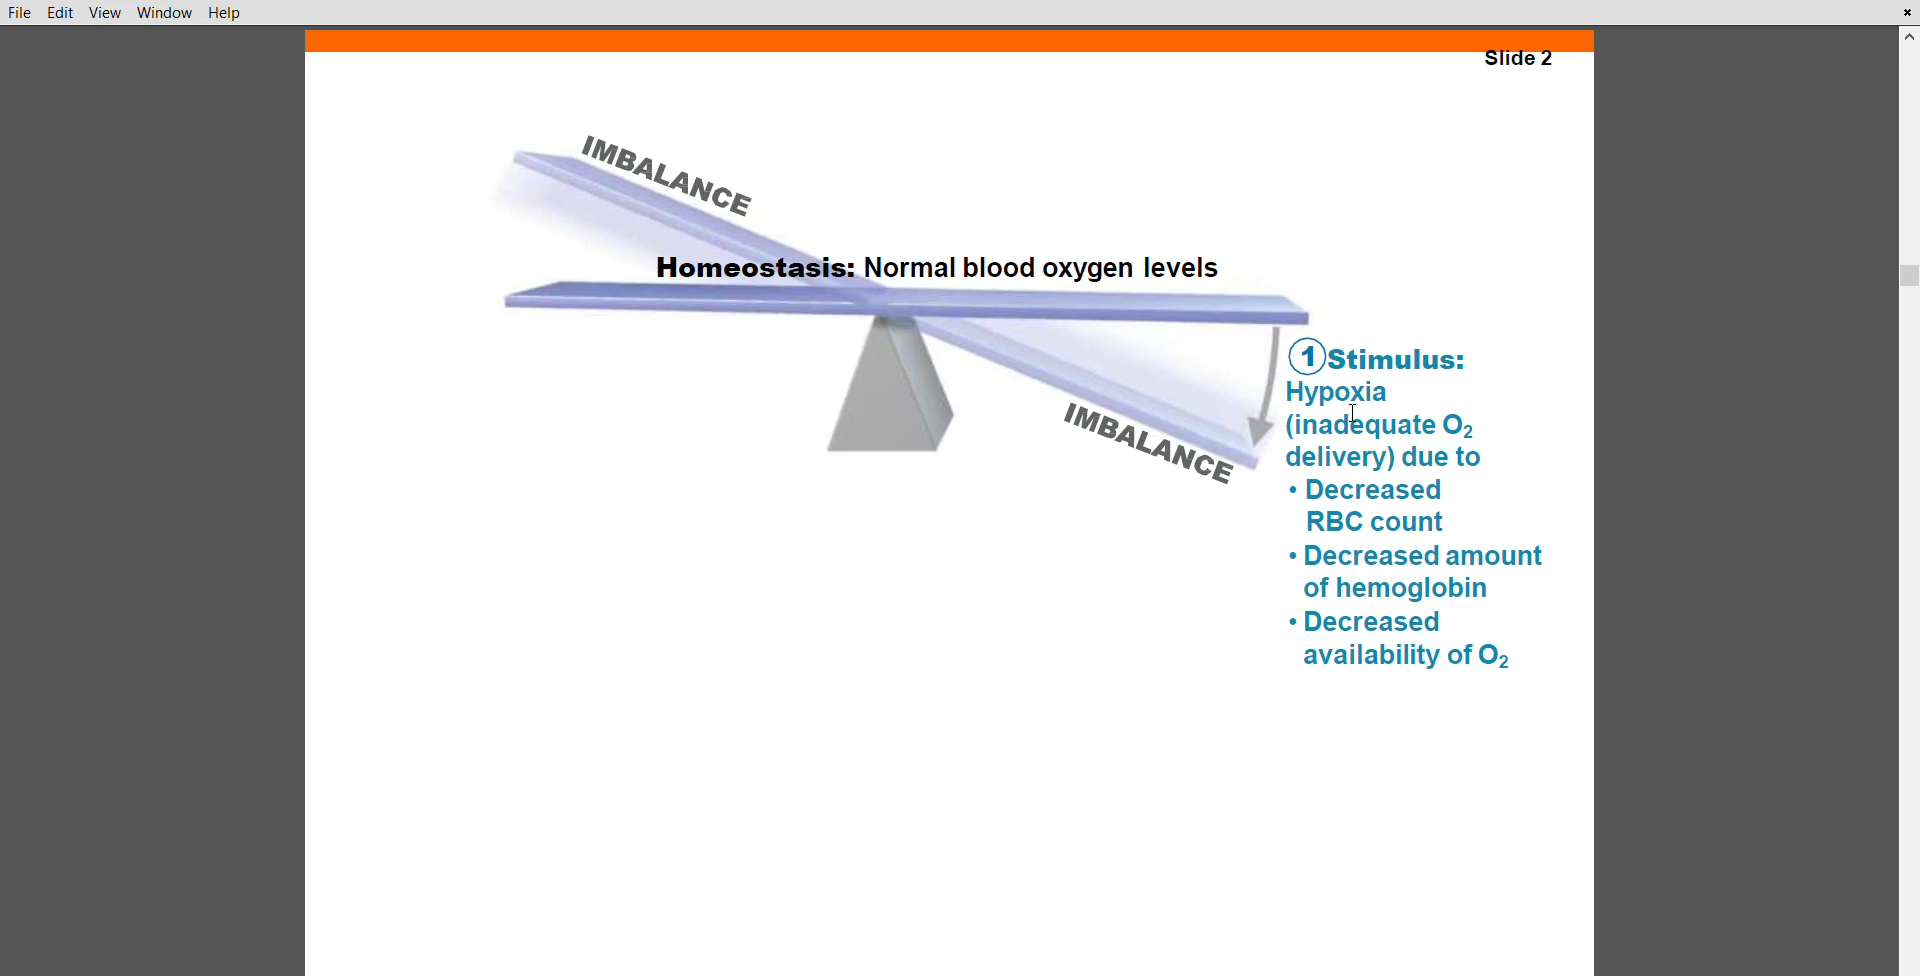 File Edit View Window Help
Slide 2
IMBALANCE
Homeostasis: Normal blood oxygen levels
1 Stimulus:
Hypoxia
(inadequate O₂
delivery) due to
• Decreased
RBC count
IMBALANCE
• Decreased amount
of hemoglobin
• Decreased
availability of O₂